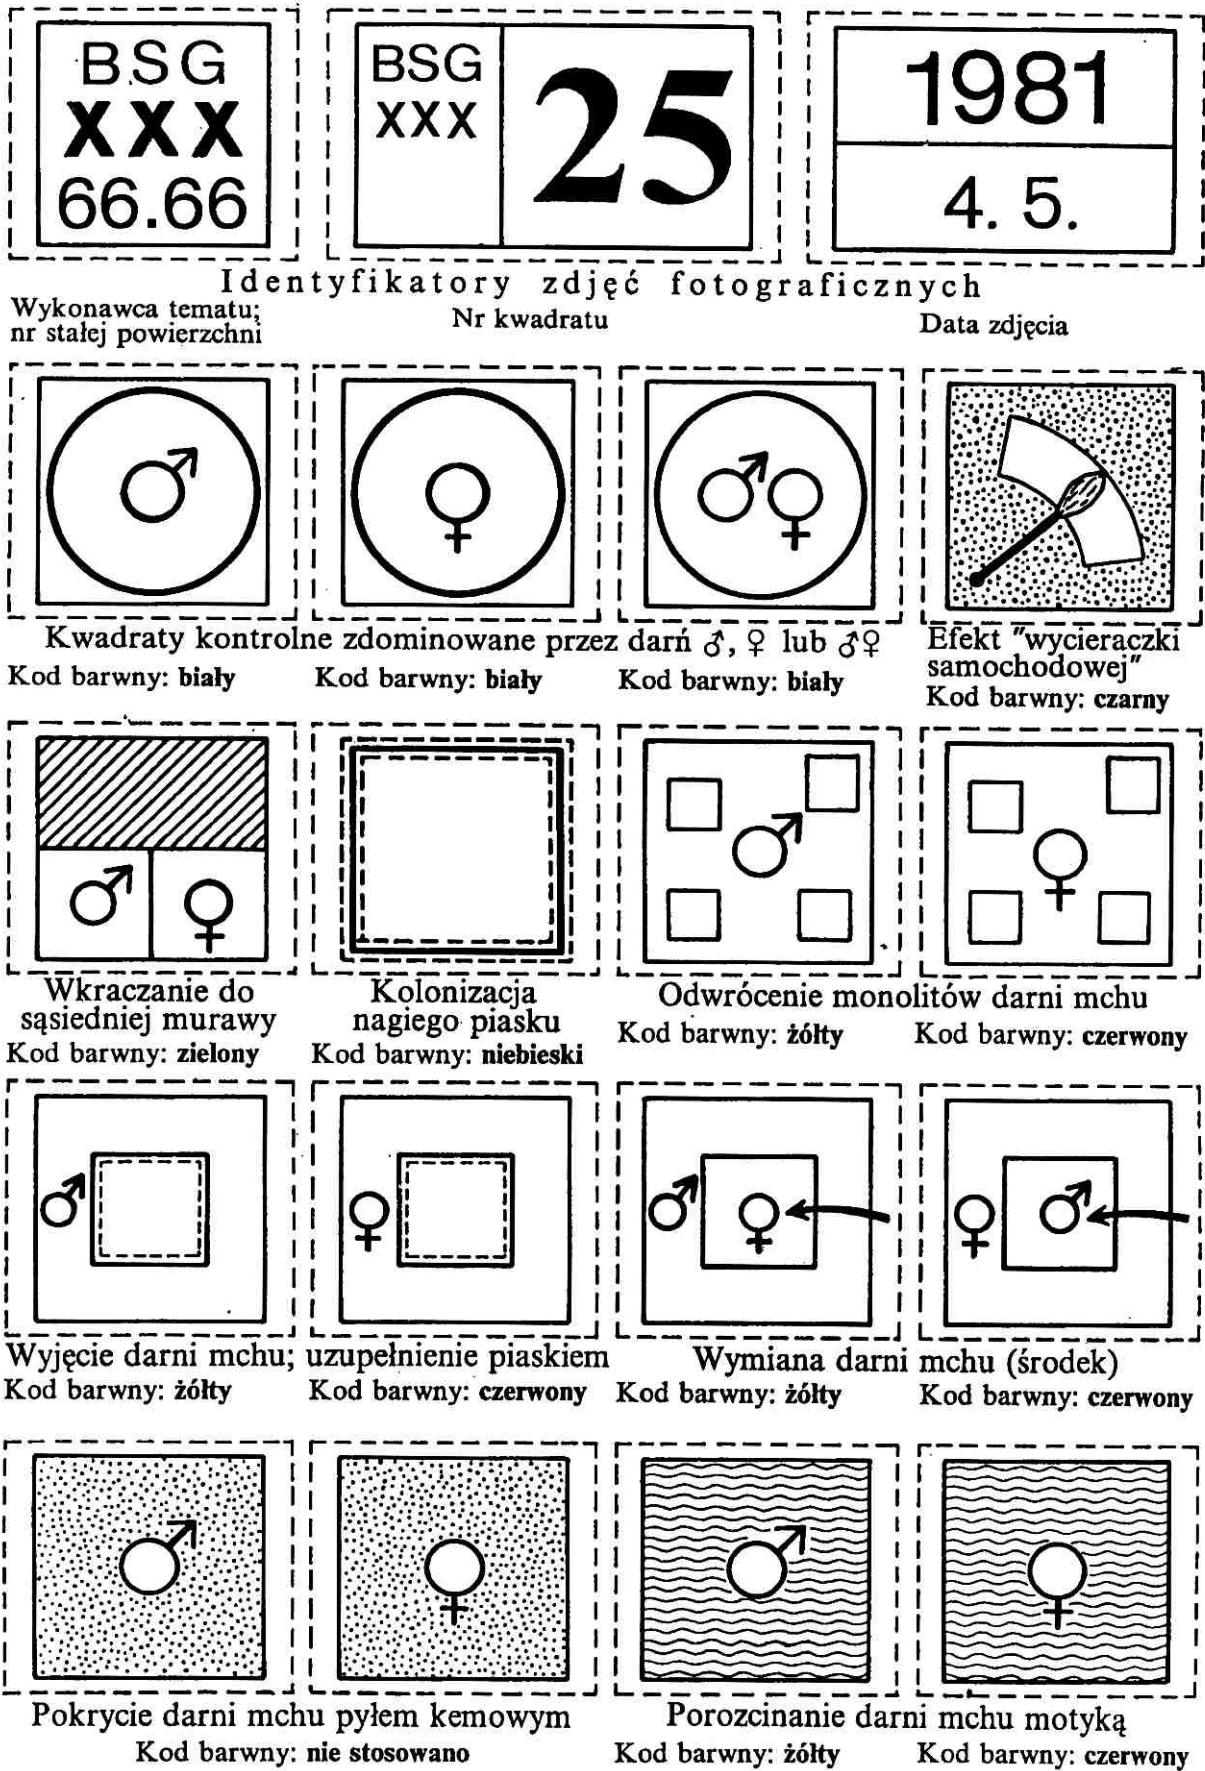 BSG
XXX
66.66
BSG
XXX
25
1981
4. 5.
Identyfikatory zdjęć fotograficznych
Wykonawca tematu;
nr stałej powierzchni
Nr kwadratu
Data zdjęcia
Kwadraty kontrolne zdominowane przez darń ♂, ♀ lub ♂♀
Kod barwny: biały
Kod barwny: biały
Kod barwny: biały
Efekt "wycieraczki
samochodowej"
Kod barwny: czarny
Wkraczanie do
sąsiedniej murawy
Kod barwny: zielony
Kolonizacja
nagiego piasku
Kod barwny: niebieski
Odwrócenie monolitów darni mchu
Kod barwny: żółty
Kod barwny: czerwony
Wyjęcie darni mchu; uzupełnienie piaskiem
Kod barwny: żółty
Kod barwny: czerwony
Wymiana darni mchu (środek)
Kod barwny: żółty
Kod barwny: czerwony
Pokrycie darni mchu pyłem kemowym
Kod barwny: nie stosowano
Porozcinanie darni mchu motyką
Kod barwny: żółty
Kod barwny: czerwony